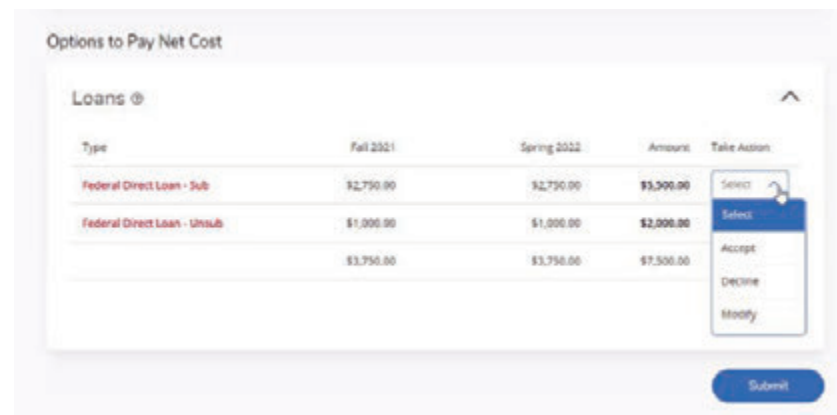 Options to Pay Net Cost
Loans
Type Fall 2021 Spring 2022 Amount Take Action
Federal Direct Loan - Sub $2,750.00 $2,750.00 $5,500.00 Select
Federal Direct Loan - Unsub $1,000.00 $1,000.00 $2,000.00 Select
$3,750.00 $3,750.00 $7,500.00 Accept
Decline
Modify
Submit